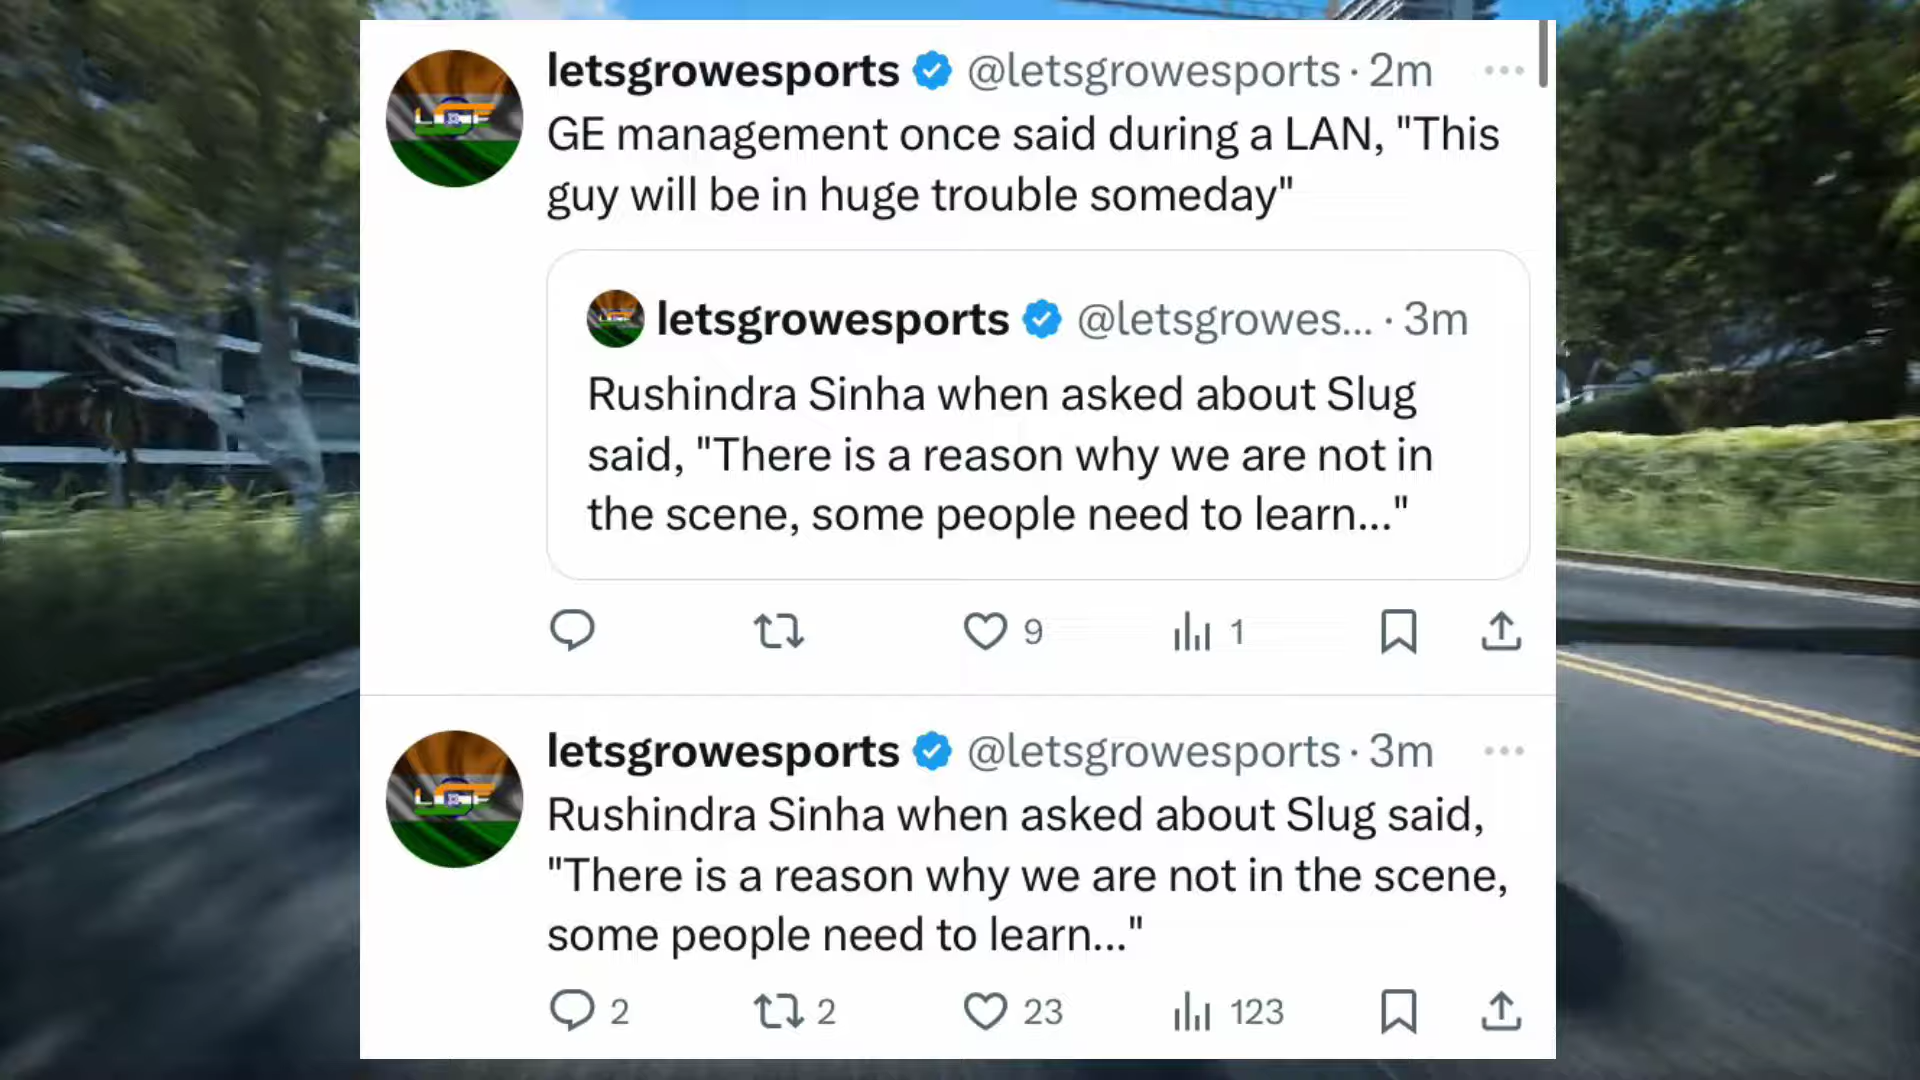 letsgrowesports @letsgrowesports · 2m
GE management once said during a LAN, "This
guy will be in huge trouble someday"
letsgrowesports @letsgrowes... · 3m
Rushindra Sinha when asked about Slug
said, "There is a reason why we are not in
the scene, some people need to learn..."
9 1
letsgrowesports @letsgrowesports · 3m
Rushindra Sinha when asked about Slug said,
"There is a reason why we are not in the scene,
some people need to learn..."
2 2 23 123